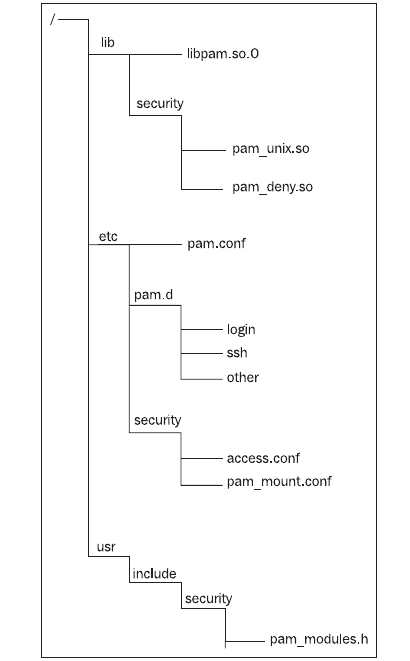 /
lib
libpam.so.0
security
pam_unix.so
pam_deny.so
etc
pam.conf
pam.d
login
ssh
other
security
access.conf
pam_mount.conf
usr
include
security
pam_modules.h